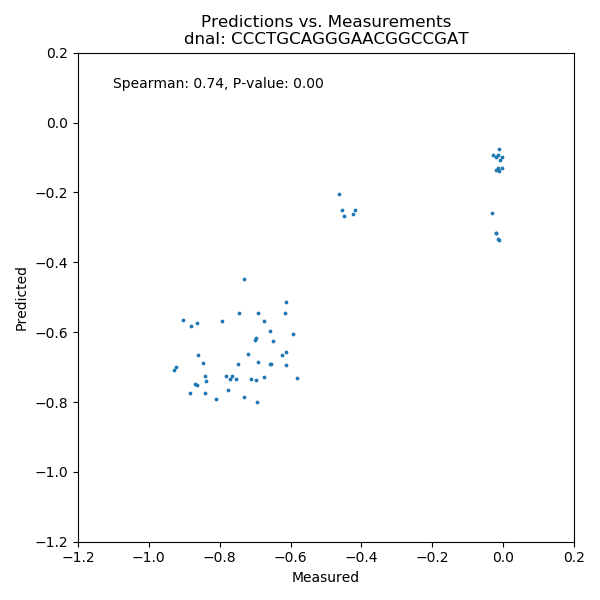 Predictions vs. Measurements
dnaI: CCCTGCAGGGAACGGCCGAT
Spearman: 0.74, P-value: 0.00
0.2
0.0
−0.2
−0.4
−0.6
−0.8
−1.0
−1.2
Predicted
−1.2 −1.0 −0.8 −0.6 −0.4 −0.2 0.0 0.2
Measured